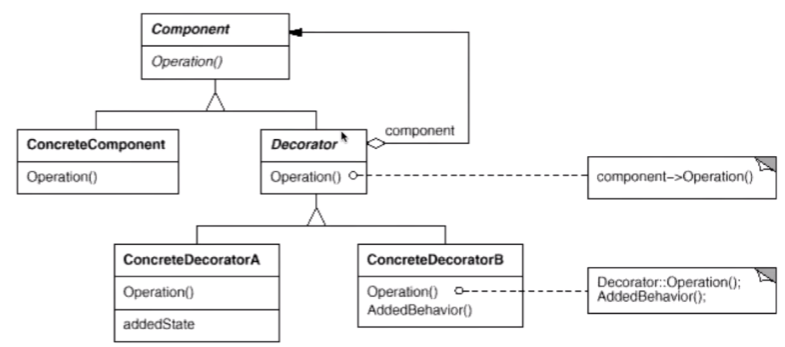 Component
Operation()
component
ConcreteComponent
Decorator
Operation()
Operation()
component–>Operation()
ConcreteDecoratorA
ConcreteDecoratorB
Operation()
addedState
Operation()
AddedBehavior()
Decorator::Operation();
AddedBehavior();